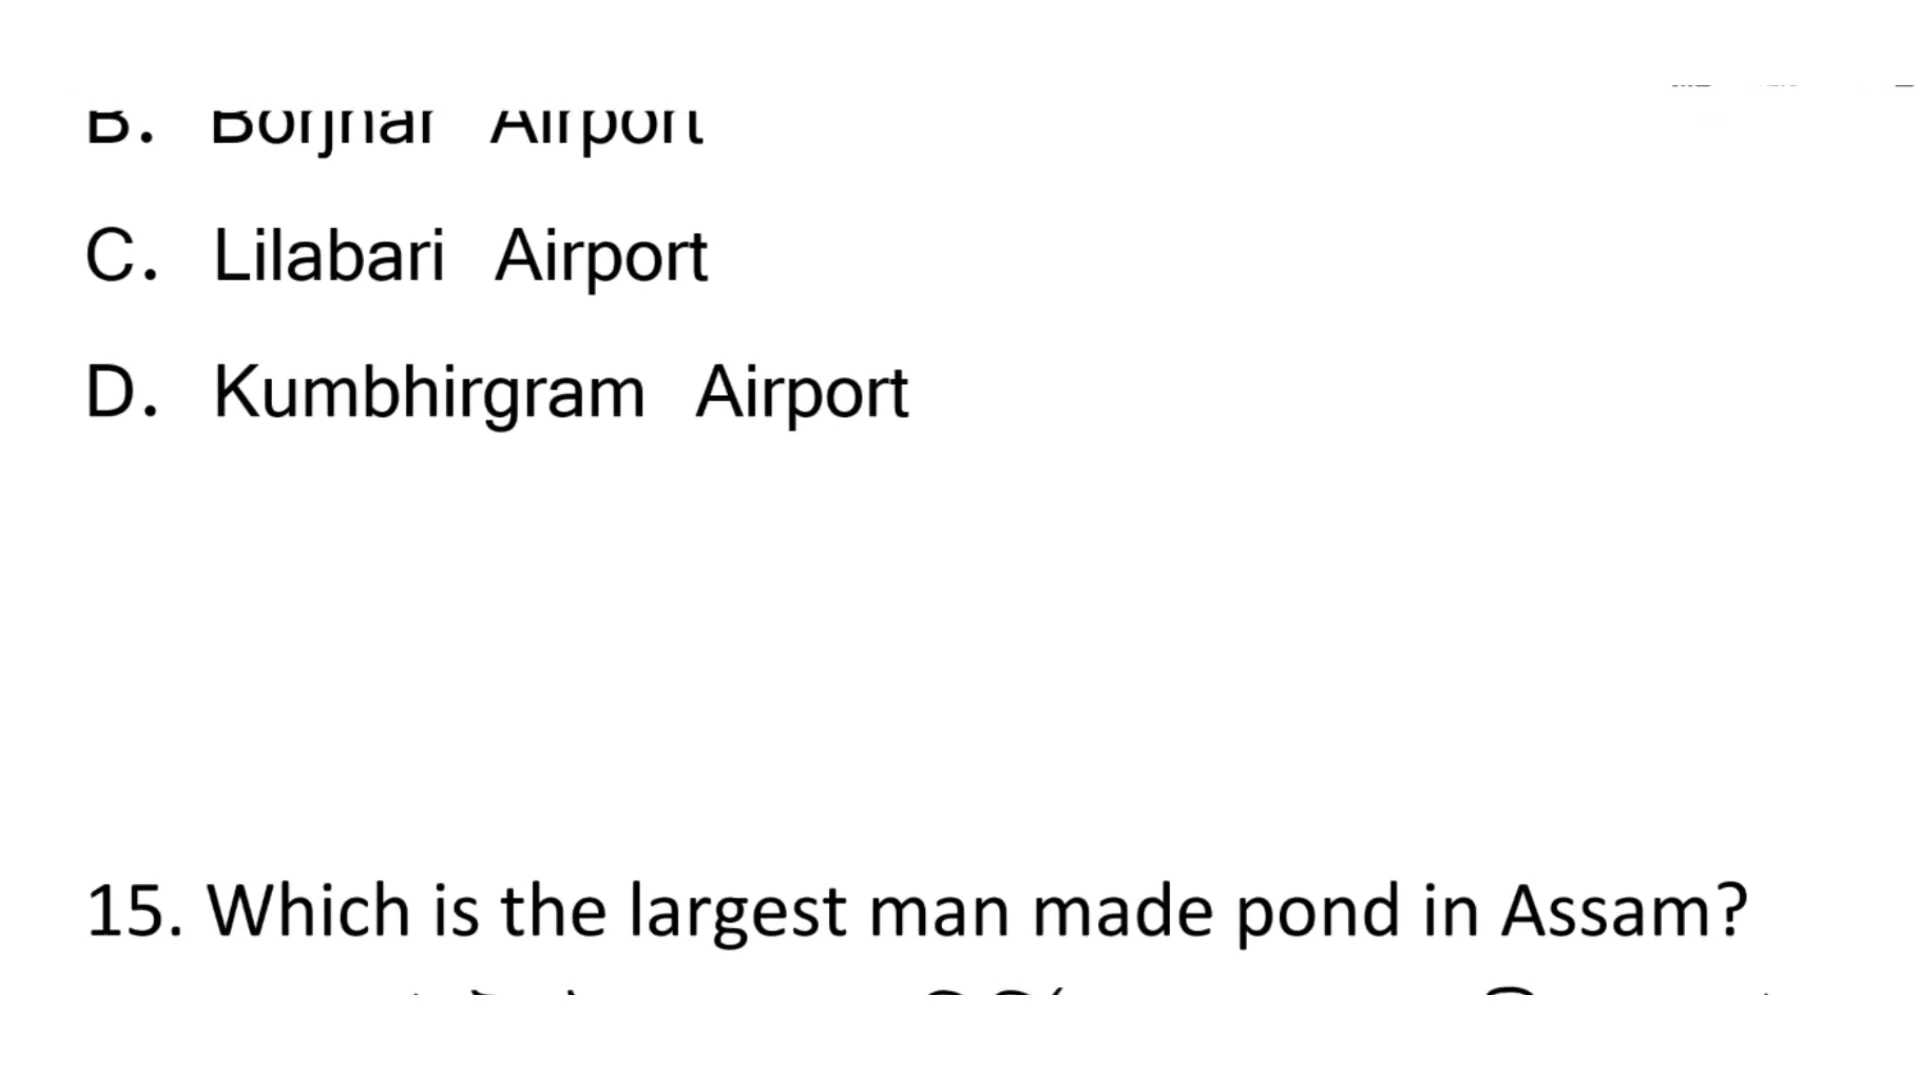 B. Borjhar Airport
C. Lilabari Airport
D. Kumbhirgram Airport
15. Which is the largest man made pond in Assam?